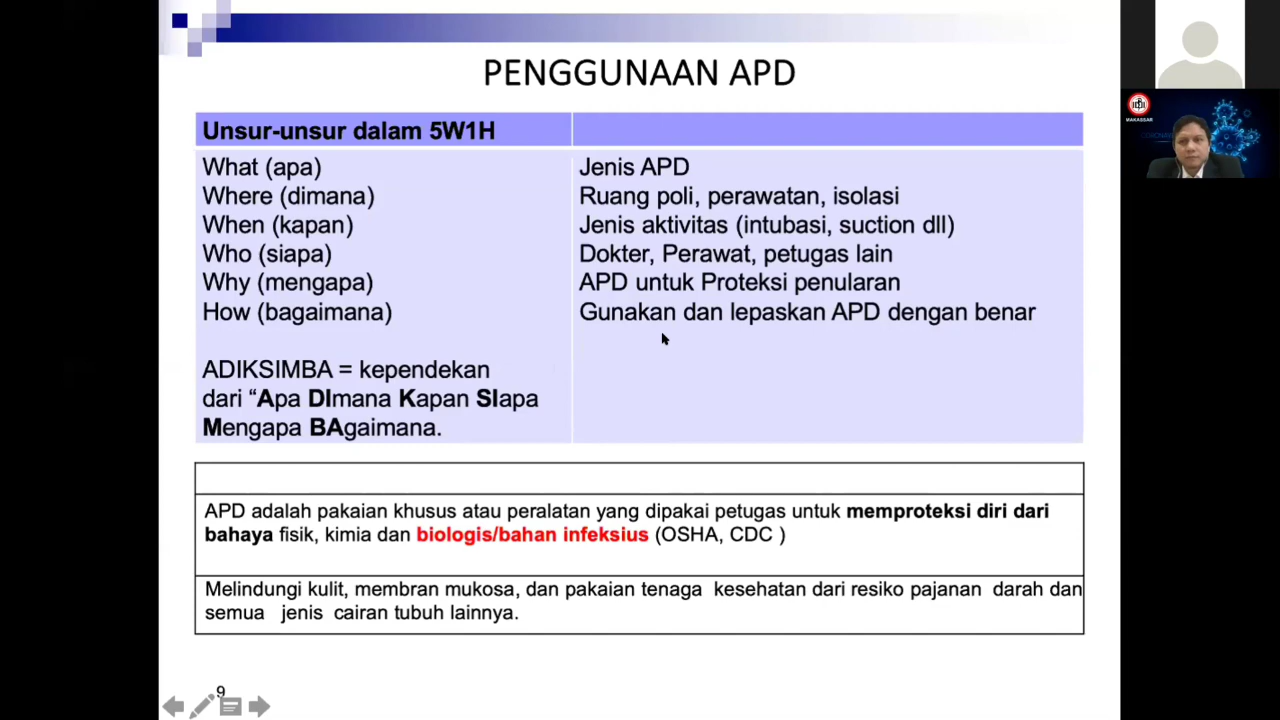 PENGGUNAAN APD
Unsur-unsur dalam 5W1H
What (apa)
Jenis APD
Where (dimana)
Ruang poli, perawatan, isolasi
When (kapan)
Jenis aktivitas (intubasi, suction dll)
Who (siapa)
Dokter, Perawat, petugas lain
Why (mengapa)
APD untuk Proteksi penularan
How (bagaimana)
Gunakan dan lepaskan APD dengan benar
ADIKSIMBA = kependekan
dari “Apa DImana Kapan SIapa
Mengapa BAgaimana.
APD adalah pakaian khusus atau peralatan yang dipakai petugas untuk memproteksi diri dari
bahaya fisik, kimia dan biologis/bahan infeksius (OSHA, CDC )
Melindungi kulit, membran mukosa, dan pakaian tenaga  kesehatan dari resiko pajanan  darah dan
semua   jenis  cairan tubuh lainnya.
9
MAKASSAR